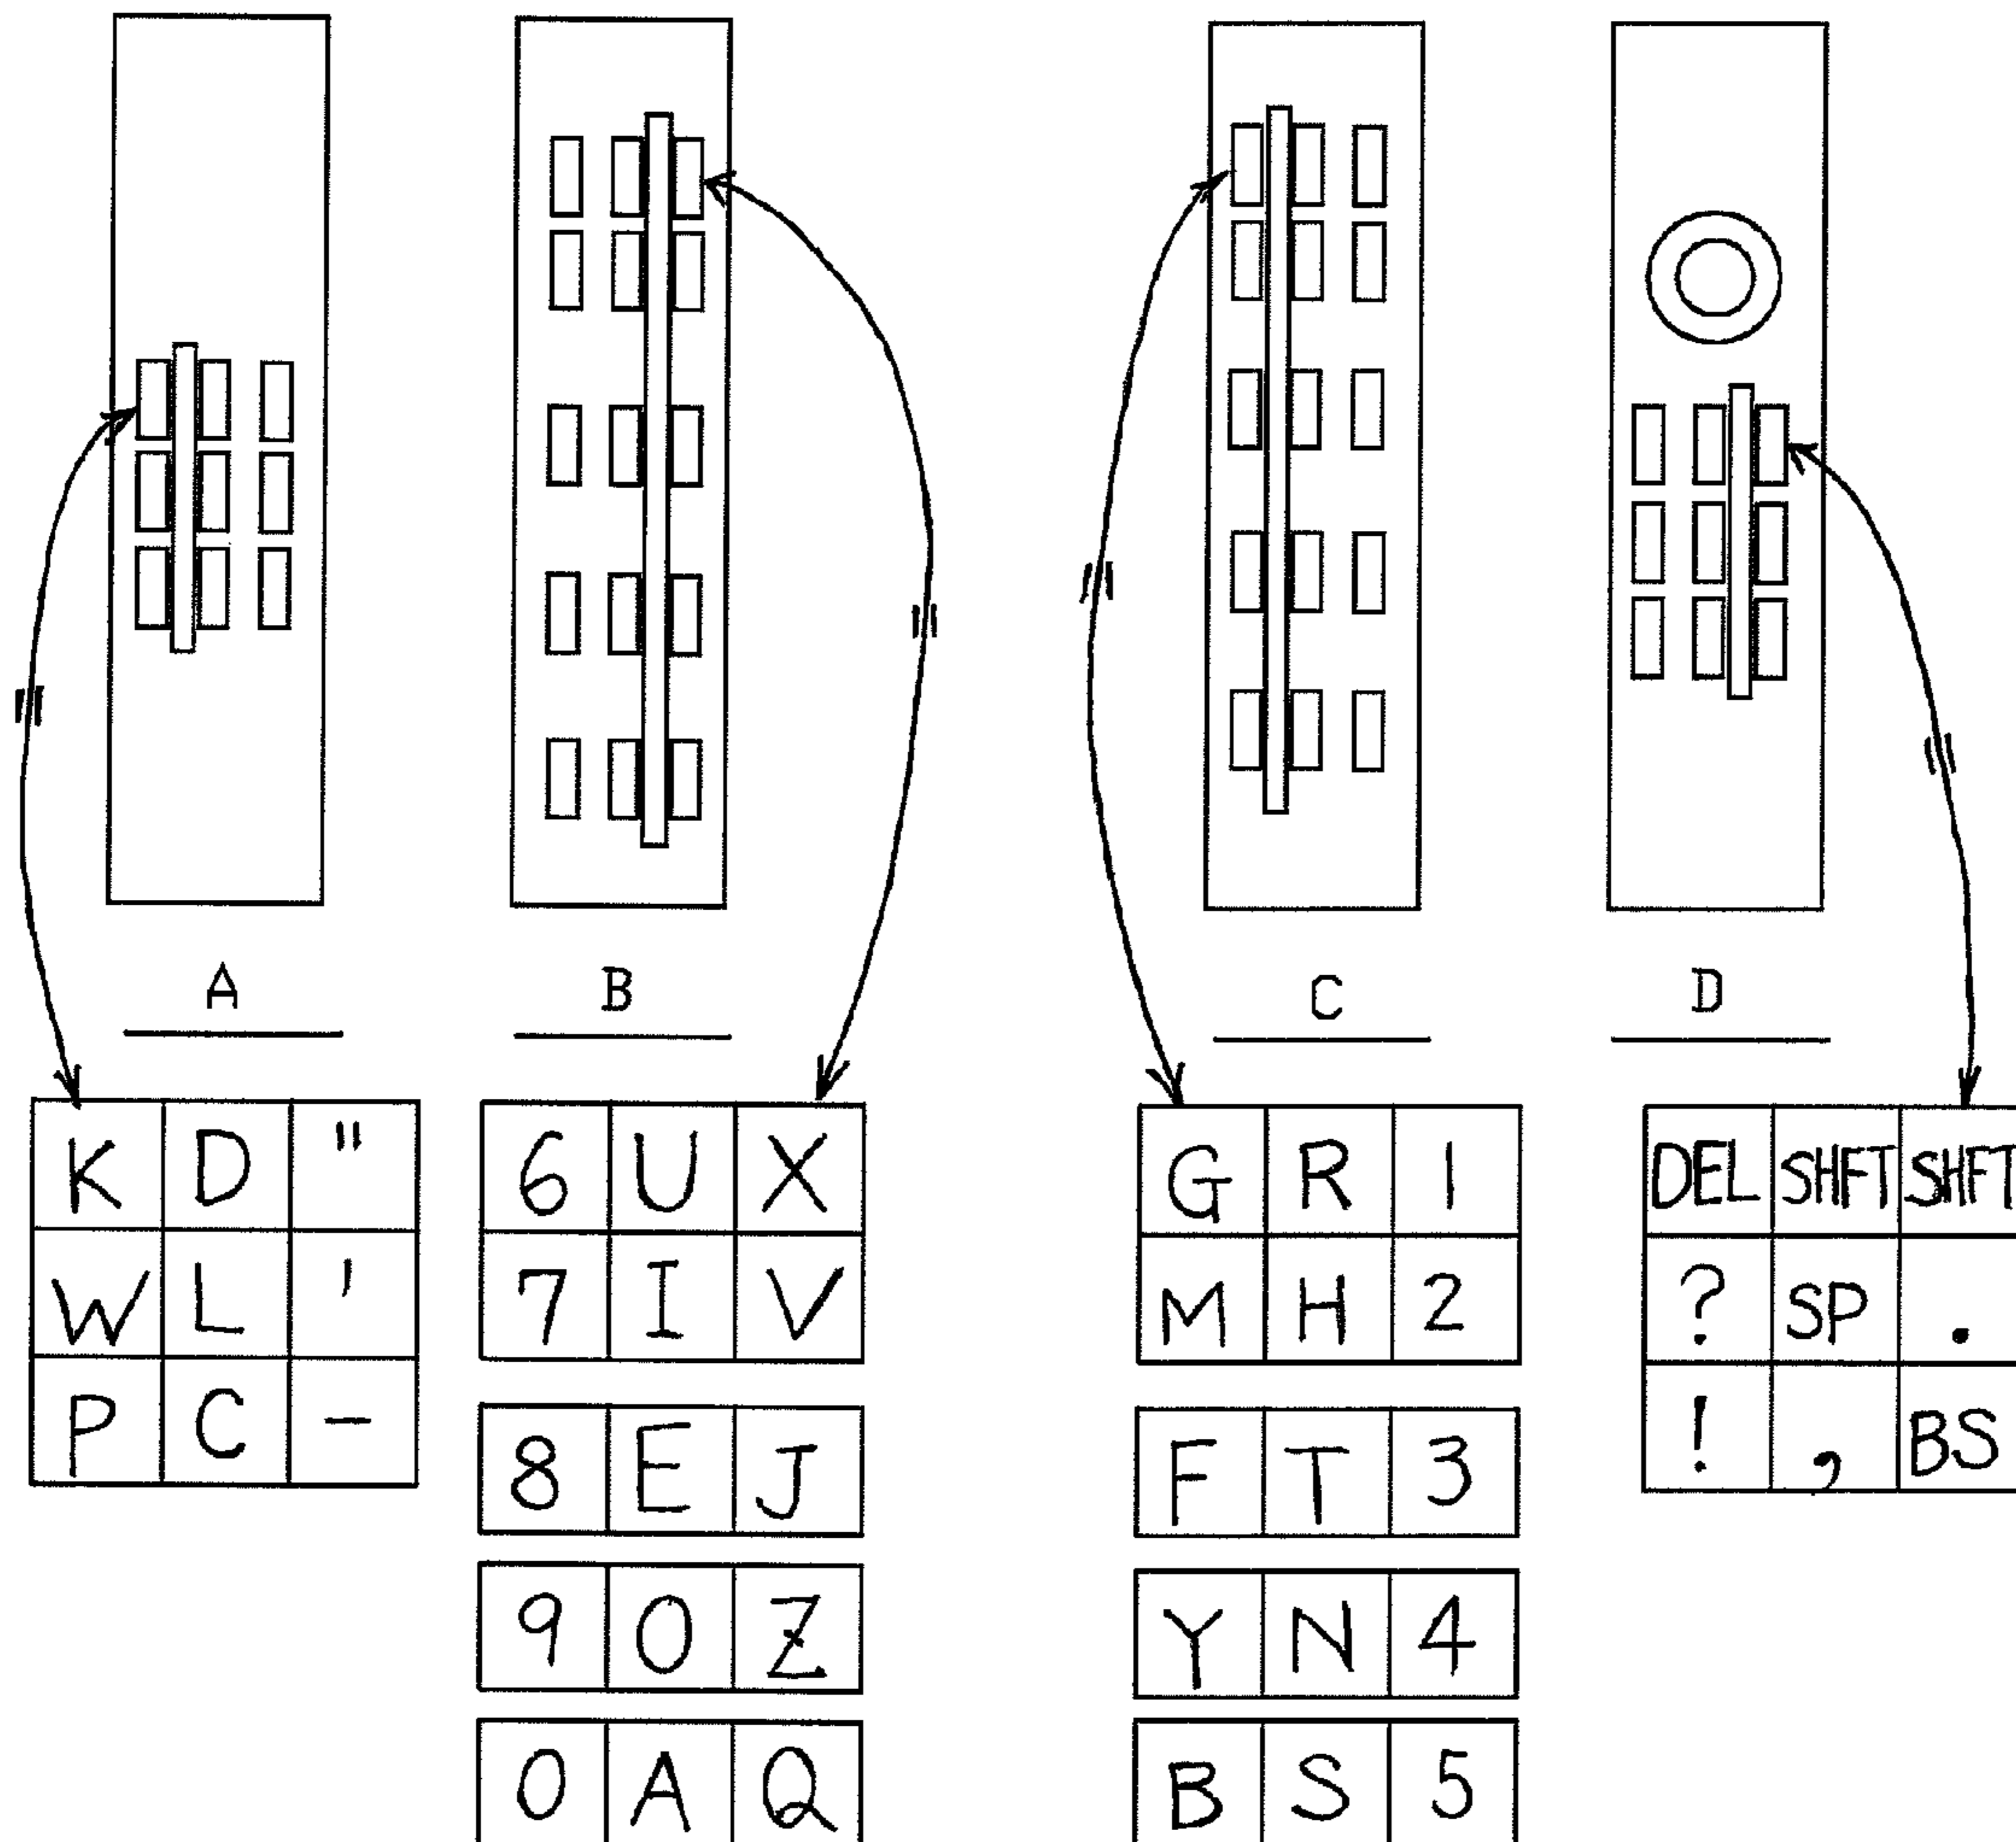 A B C D
K D "
W L '
P C -
6 U X
7 I V
8 E J
9 O Z
0 A Q
G R 1
M H 2
F T 3
Y N 4
B S 5
DEL SHFT SHFT
? SP .
! , BS